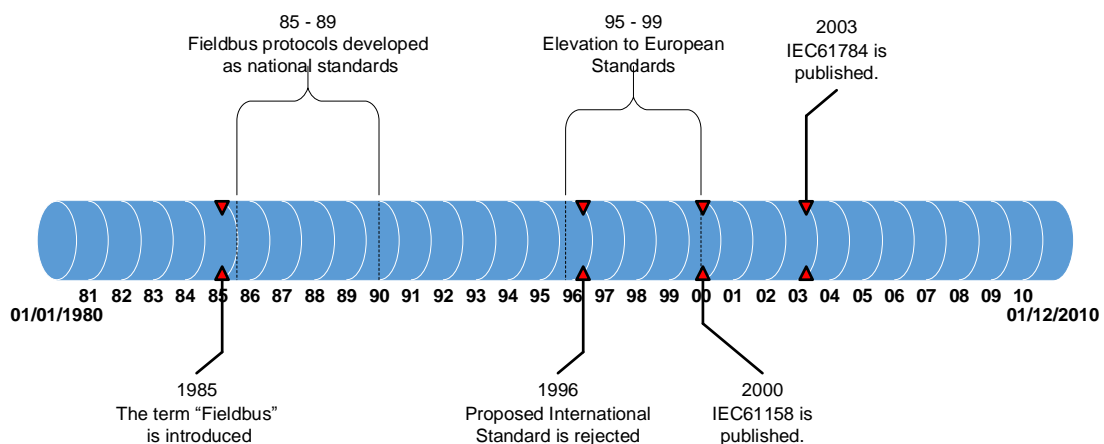 85 - 89
Fieldbus protocols developed
as national standards
95 - 99
Elevation to European
Standards
2003
IEC61784 is
published.
81 82 83 84 85 86 87 88 89 90 91 92 93 94 95 96 97 98 99 00 01 02 03 04 05 06 07 08 09 10
01/01/1980
01/12/2010
1985
The term “Fieldbus”
is introduced
1996
Proposed International
Standard is rejected
2000
IEC61158 is
published.